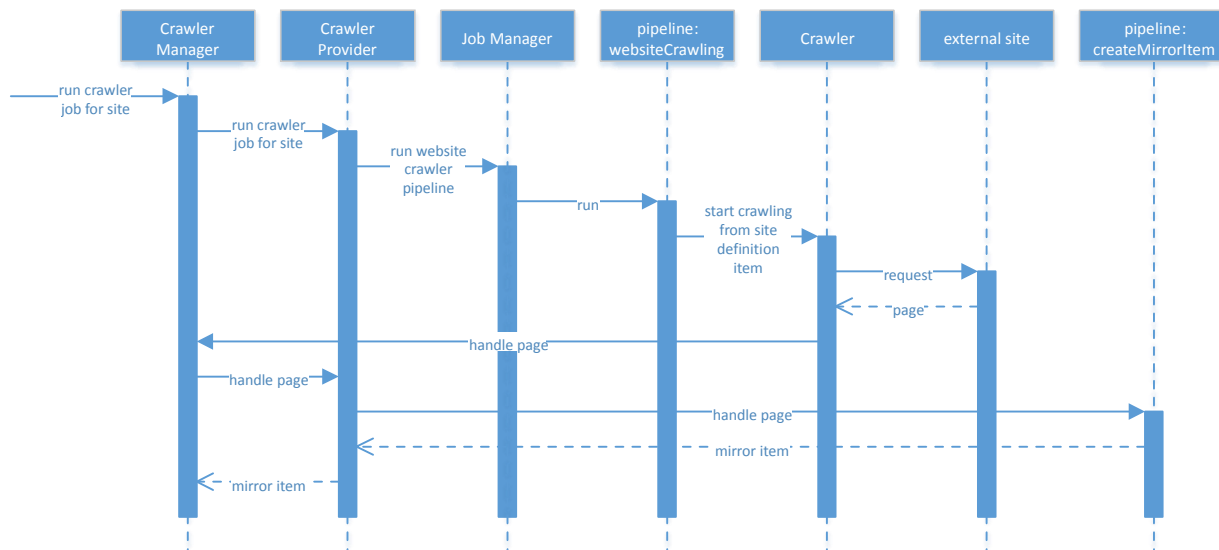 Crawler
Manager
Crawler
Provider
Job Manager
pipeline:
websiteCrawling
Crawler
external site
pipeline:
createMirrorItem
run crawler
job for site
run crawler
job for site
run website
crawler
pipeline
run
start crawling
from site
definition
item
request
page
handle page
handle page
handle page
mirror item
mirror item